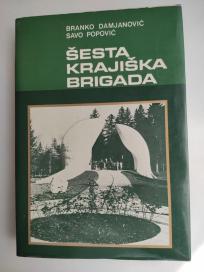 BRANKO DAMJANOVIĆ
SAVO POPOVIĆ
ŠESTA
KRAJIŠKA
BRIGADA